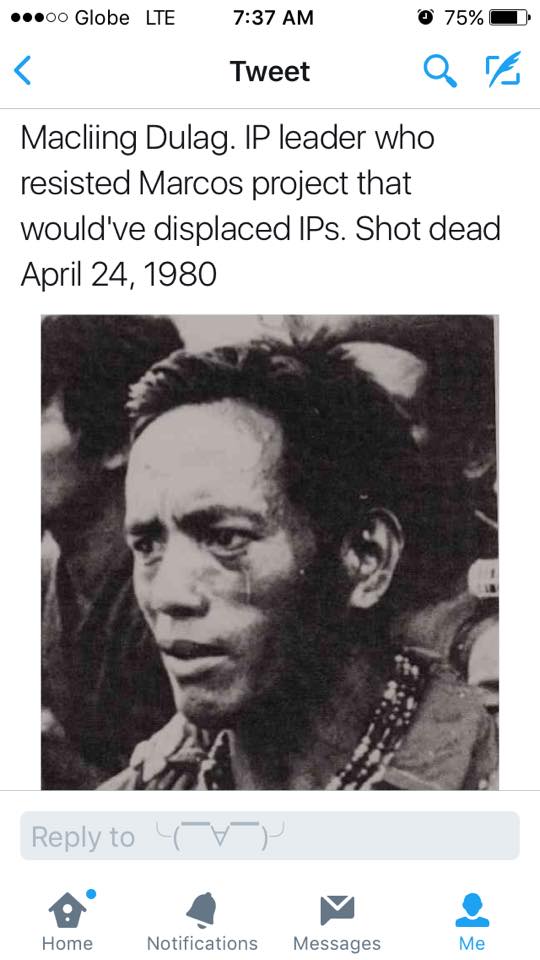 Globe LTE 7:37 AM 75%
Tweet
Macliing Dulag. IP leader who
resisted Marcos project that
would've displaced IPs. Shot dead
April 24, 1980
Reply to ╰(￣∀￣)╯
Home Notifications Messages Me